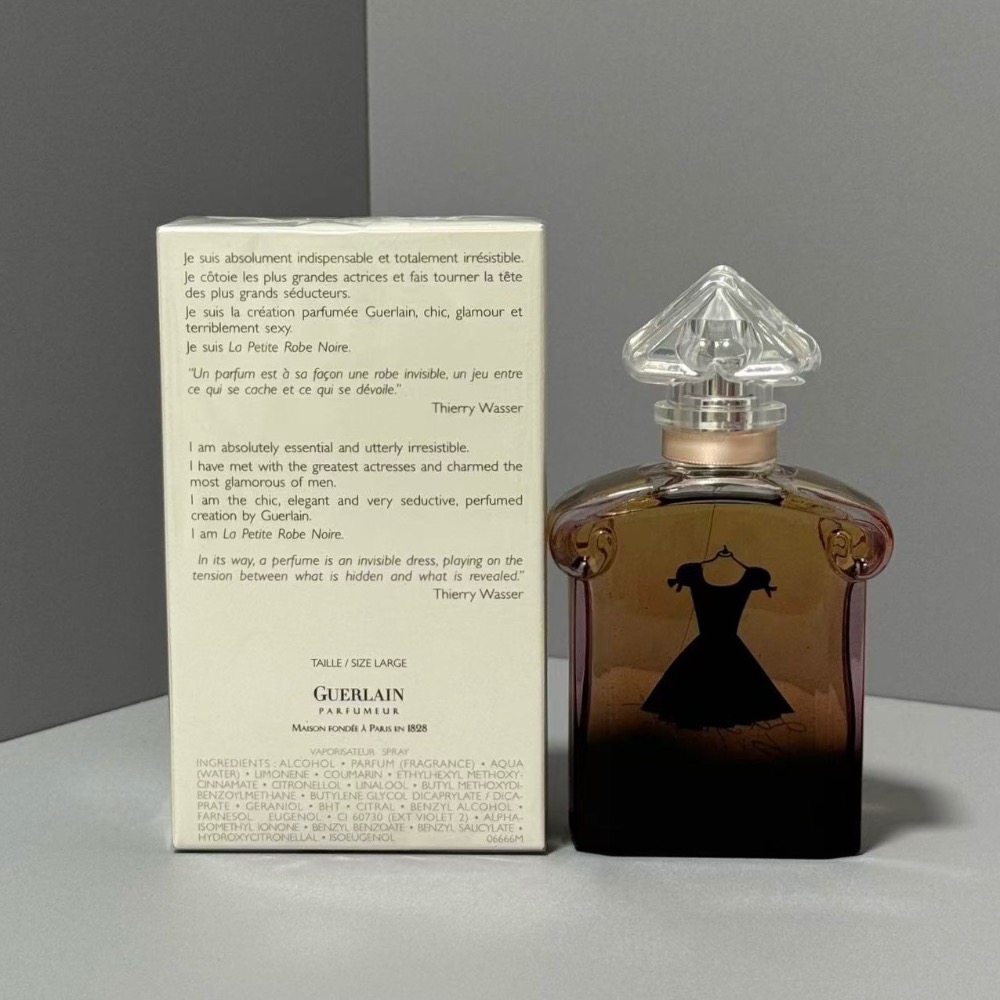 Je suis absolument indispensable et totalement irrésistible.
Je côtoie les plus grandes actrices et fais tourner la tête
des plus grands séducteurs.
Je suis la création parfumée Guerlain, chic, glamour et
terriblement sexy.
Je suis La Petite Robe Noire.
"Un parfum est à sa façon une robe invisible, un jeu entre
ce qui se cache et ce qui se dévoile."
Thierry Wasser
I am absolutely essential and utterly irresistible.
I have met with the greatest actresses and charmed the
most glamorous of men.
I am the chic, elegant and very seductive, perfumed
creation by Guerlain.
I am La Petite Robe Noire.
In its way, a perfume is an invisible dress, playing on the
tension between what is hidden and what is revealed."
Thierry Wasser
TAILLE / SIZE LARGE
GUERLAIN
PARFUMEUR
MAISON FONDÉE À PARIS EN 1828
VAPORISATEUR SPRAY
INGREDIENTS : ALCOHOL • PARFUM (FRAGRANCE) • AQUA
(WATER) • LIMONENE • COUMARIN • ETHYLHEXYL METHOXY-
CINNAMATE • CITRONELLOL • LINALOOL • BUTYL METHOXYDI-
BENZOYLMETHANE • BUTYLENE GLYCOL DICAPRYLATE / DICA-
PRATE • GERANIOL • BHT • CITRAL • BENZYL ALCOHOL •
FARNESOL EUGENOL • CI 60730 (EXT VIOLET 2) • ALPHA-
ISOMETHYL IONONE • BENZYL BENZOATE • BENZYL SALICYLATE •
HYDROXYCITRONELLAL • ISOEUGENOL 06666M